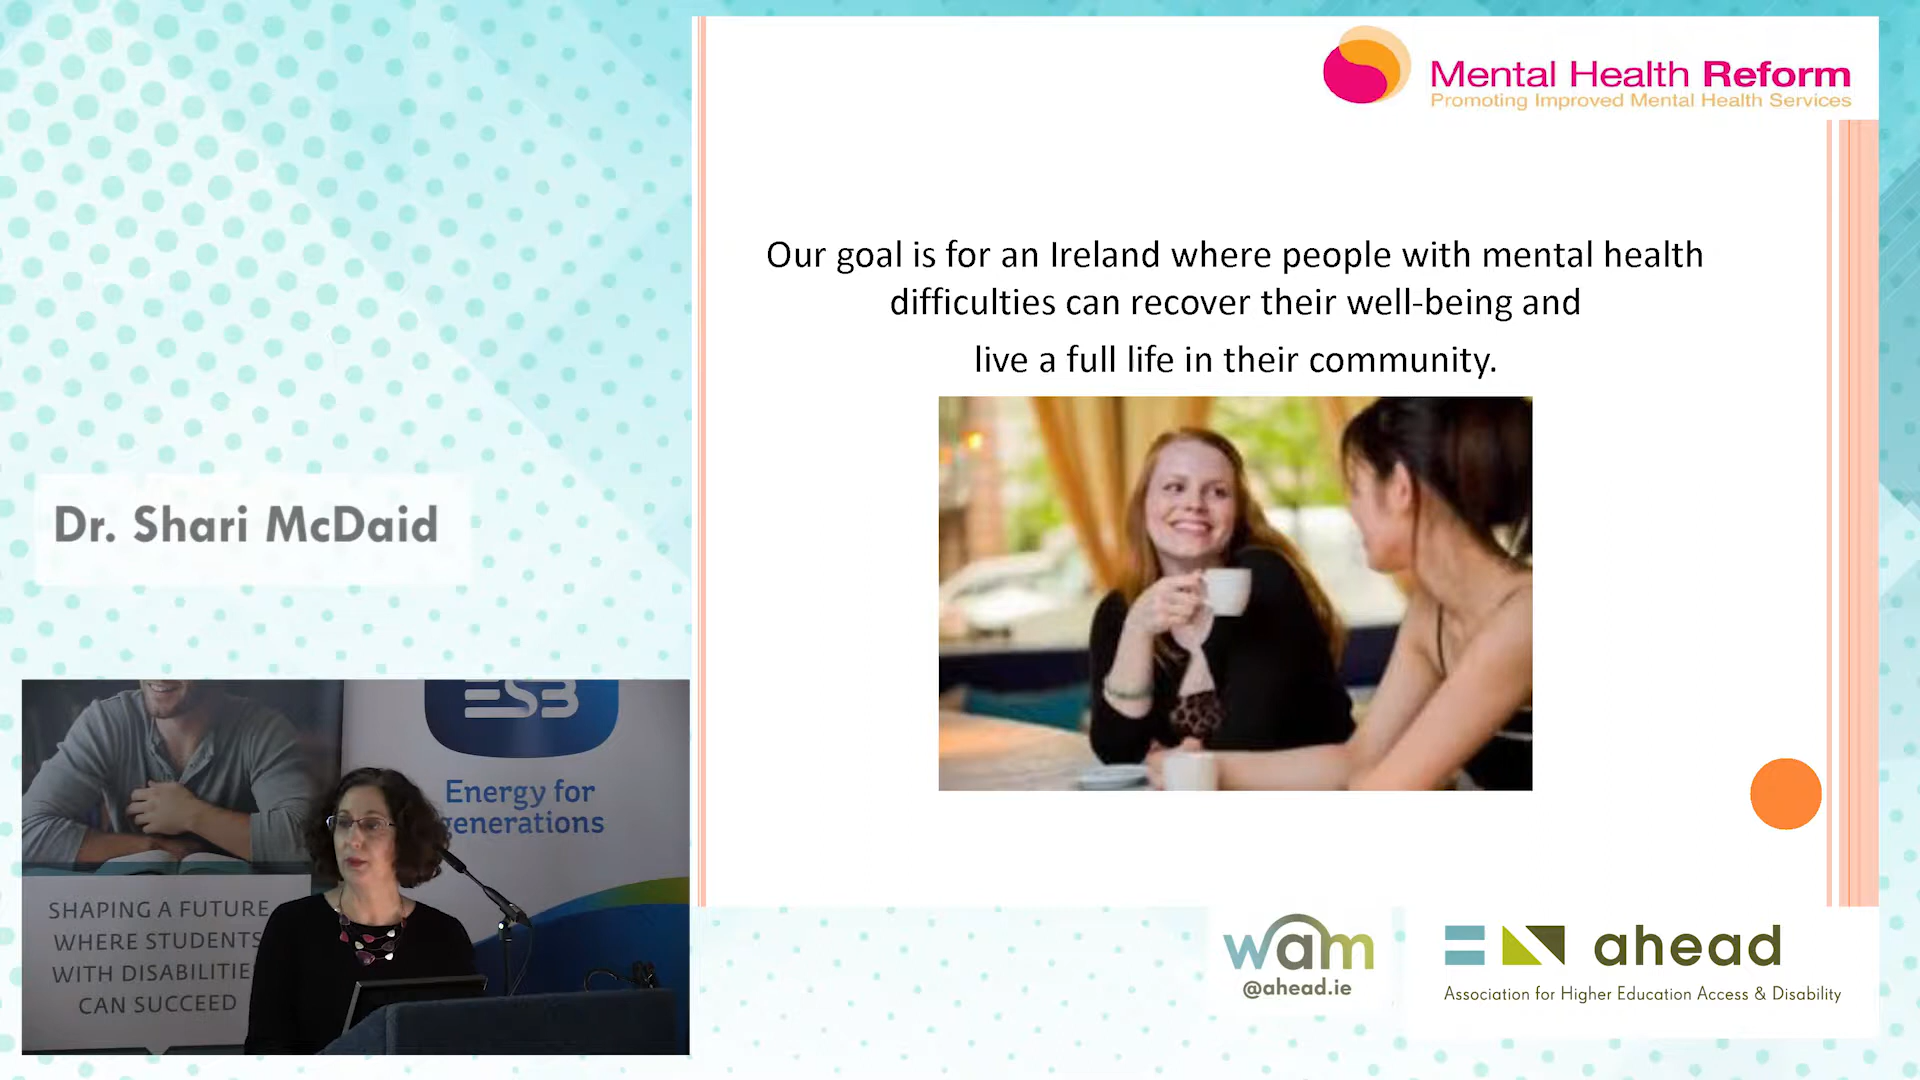 Mental Health Reform
Promoting Improved Mental Health Services
Our goal is for an Ireland where people with mental health
difficulties can recover their well-being and
live a full life in their community.
Dr. Shari McDaid
ESB
Energy for
generations
SHAPING A FUTURE
WHERE STUDENTS
WITH DISABILITIE
CAN SUCCEED
wam
@ahead.ie
ahead
Association for Higher Education Access & Disability